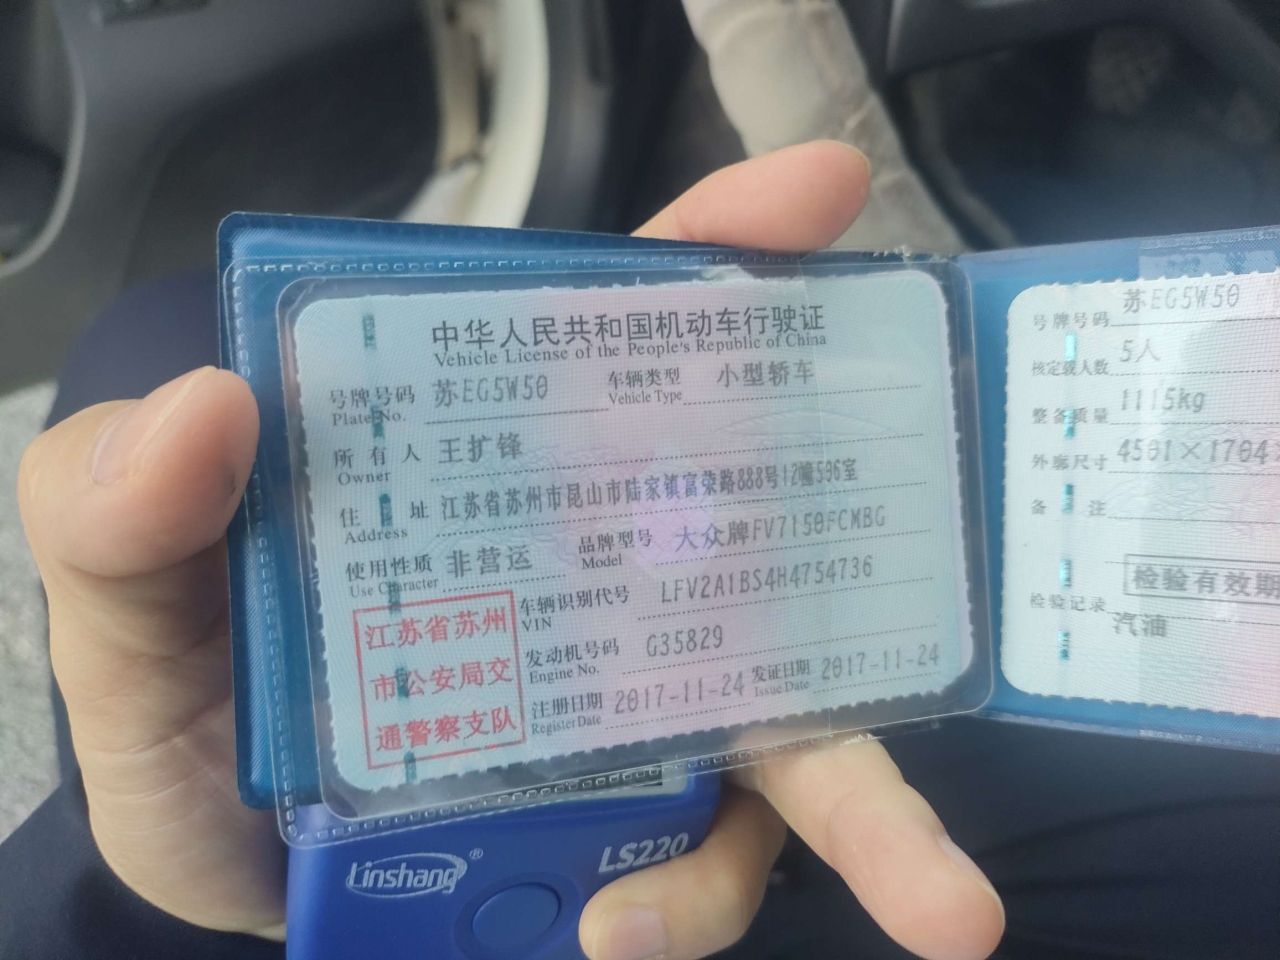 中华人民共和国机动车行驶证
Vehicle License of the People's Republic of China
号牌号码 苏EG5W50 车辆类型 小型轿车
Plate No. Vehicle Type
所有人 王扩锋
Owner
住址 江苏省苏州市昆山市陆家镇富荣路888号12幢506室
Address
使用性质 非营运 品牌型号 大众牌FV7150FCMBG
Use Character Model
车辆识别代号 LFV2A1BS4H4754736
VIN
发动机号码 G35829
Engine No.
注册日期 2017-11-24 发证日期 2017-11-24
Register Date Issue Date
江苏省苏州
市公安局交
通警察支队
号牌号码 苏EG5W50
核定载人数 5人
整备质量 1115kg
外廓尺寸 4501×1704
备注
检验有效期
检验记录
汽油
Linshang®
LS220